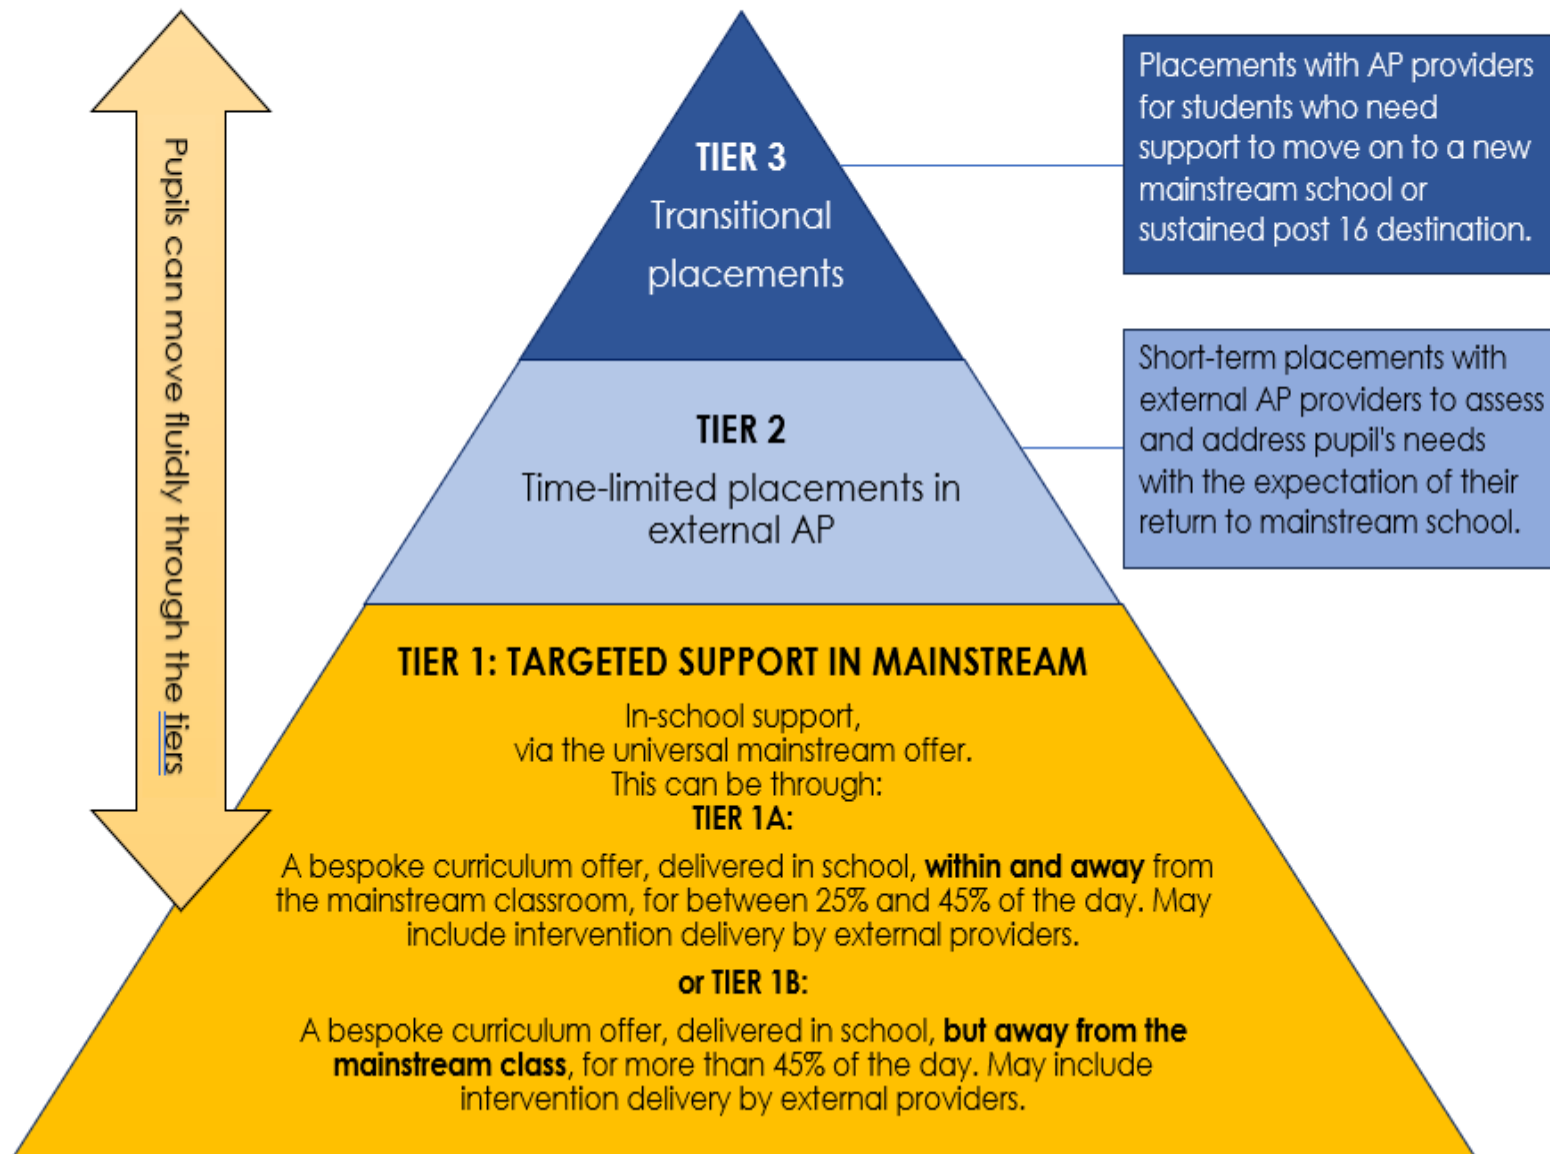 Pupils can move fluidly through the tiers
TIER 3
Transitional
placements
Placements with AP providers
for students who need
support to move on to a new
mainstream school or
sustained post 16 destination.
TIER 2
Time-limited placements in
external AP
Short-term placements with
external AP providers to assess
and address pupil's needs
with the expectation of their
return to mainstream school.
TIER 1: TARGETED SUPPORT IN MAINSTREAM
In-school support,
via the universal mainstream offer.
This can be through:
TIER 1A:
A bespoke curriculum offer, delivered in school, within and away from
the mainstream classroom, for between 25% and 45% of the day. May
include intervention delivery by external providers.
or TIER 1B:
A bespoke curriculum offer, delivered in school, but away from the
mainstream class, for more than 45% of the day. May include
intervention delivery by external providers.